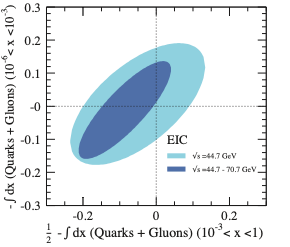 0.3
0.2
0.1
-0
-0.1
-0.2
-0.3
- ∫ dx (Quarks + Gluons) (10⁻⁶< x <10⁻³)
EIC
√s =44.7 GeV
√s =44.7 - 70.7 GeV
-0.2 0 0.2
½ - ∫ dx (Quarks + Gluons) (10⁻³< x <1)